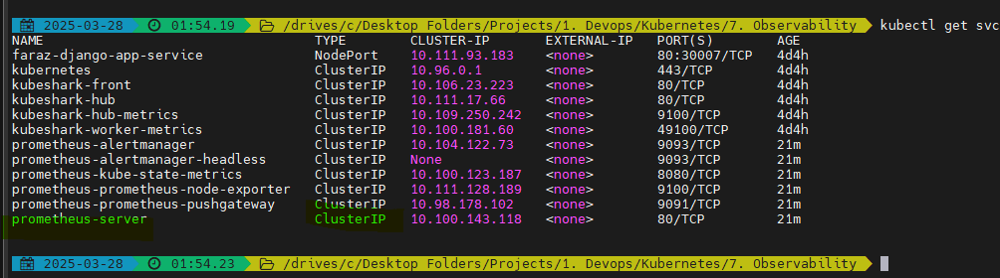 2025-03-28 01:54.19 /drives/c/Desktop Folders/Projects/1. Devops/Kubernetes/7. Observability kubectl get svc
NAME TYPE CLUSTER-IP EXTERNAL-IP PORT(S) AGE
faraz-django-app-service NodePort 10.111.93.183 <none> 80:30007/TCP 4d4h
kubernetes ClusterIP 10.96.0.1 <none> 443/TCP 4d4h
kubeshark-front ClusterIP 10.106.23.223 <none> 80/TCP 4d4h
kubeshark-hub ClusterIP 10.111.17.66 <none> 80/TCP 4d4h
kubeshark-hub-metrics ClusterIP 10.109.250.242 <none> 9100/TCP 4d4h
kubeshark-worker-metrics ClusterIP 10.100.181.60 <none> 49100/TCP 4d4h
prometheus-alertmanager ClusterIP 10.104.122.73 <none> 9093/TCP 21m
prometheus-alertmanager-headless ClusterIP None <none> 9093/TCP 21m
prometheus-kube-state-metrics ClusterIP 10.100.123.187 <none> 8080/TCP 21m
prometheus-prometheus-node-exporter ClusterIP 10.111.128.189 <none> 9100/TCP 21m
prometheus-prometheus-pushgateway ClusterIP 10.98.178.102 <none> 9091/TCP 21m
prometheus-server ClusterIP 10.100.143.118 <none> 80/TCP 21m
2025-03-28 01:54.23 /drives/c/Desktop Folders/Projects/1. Devops/Kubernetes/7. Observability